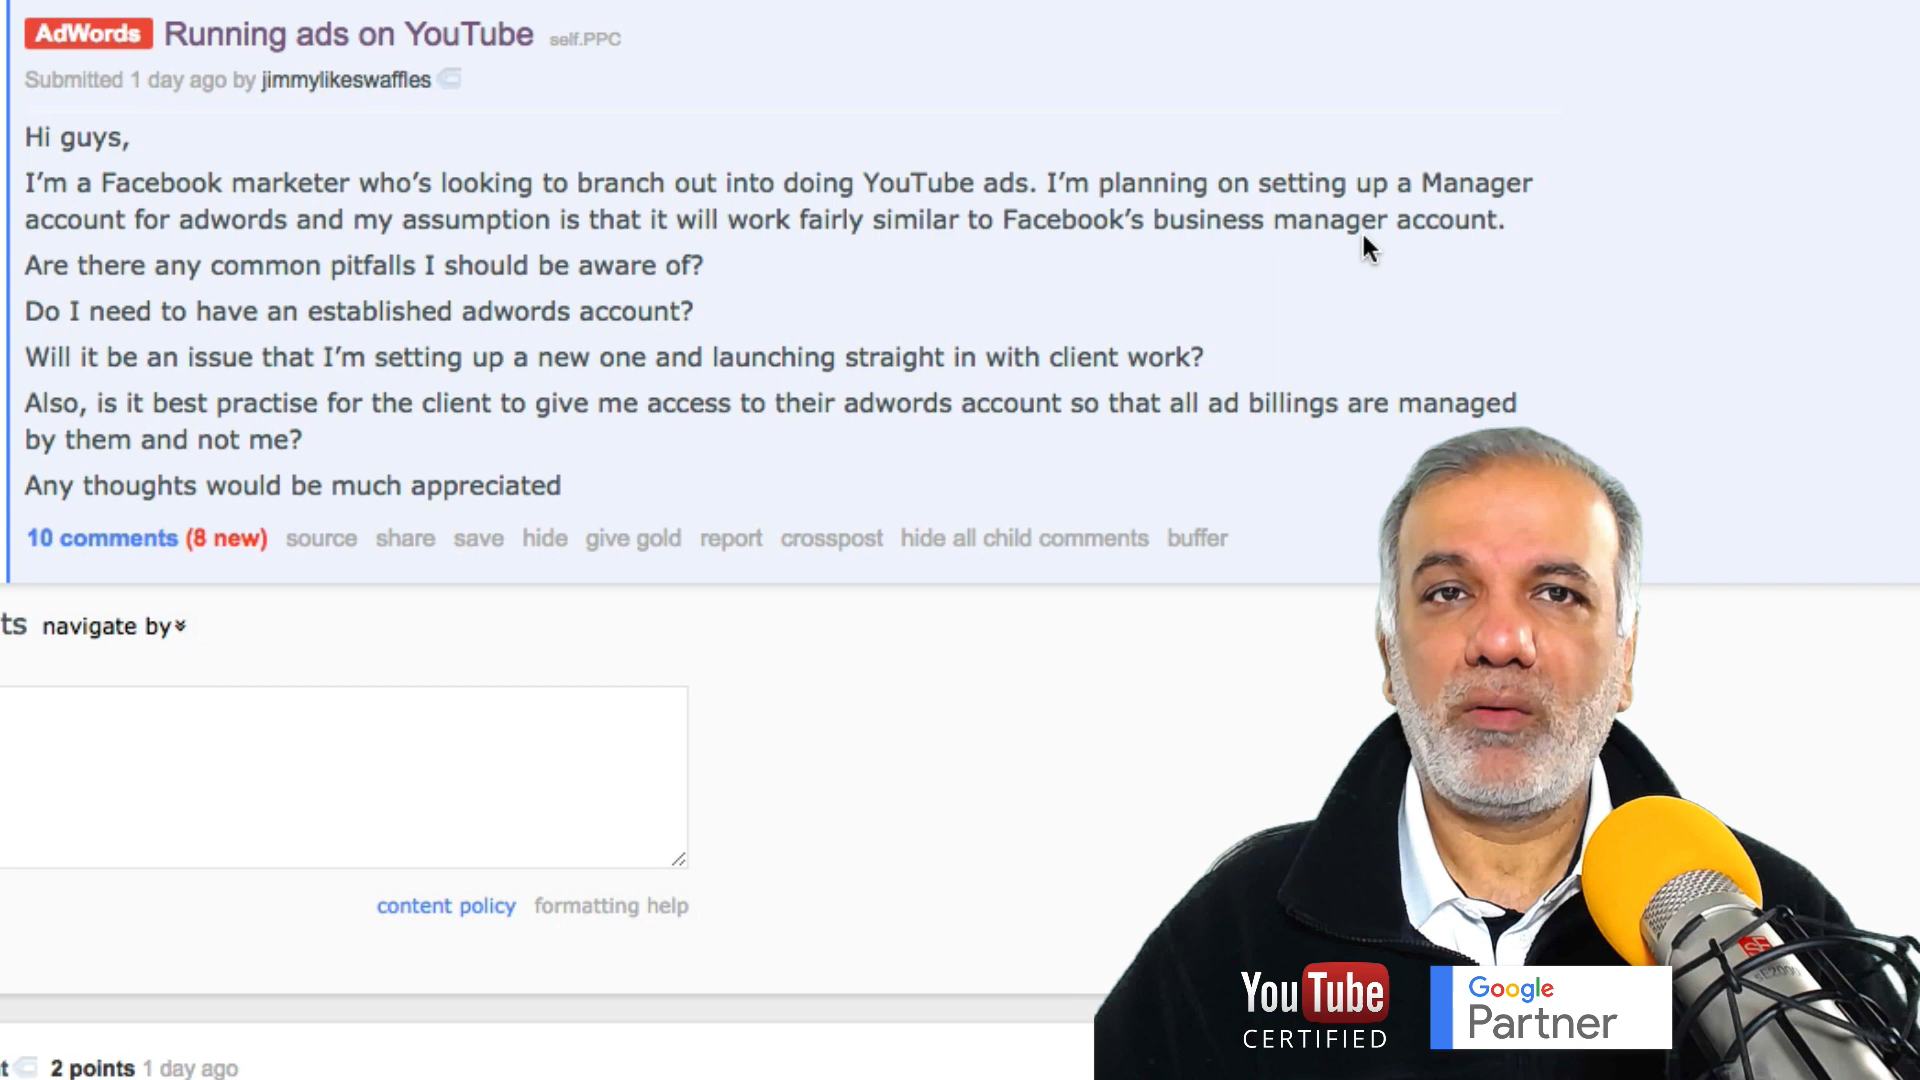 AdWords Running ads on YouTube self.PPC
Submitted 1 day ago by jimmylikeswaffles
Hi guys,
I'm a Facebook marketer who's looking to branch out into doing YouTube ads. I'm planning on setting up a Manager
account for adwords and my assumption is that it will work fairly similar to Facebook's business manager account.
Are there any common pitfalls I should be aware of?
Do I need to have an established adwords account?
Will it be an issue that I'm setting up a new one and launching straight in with client work?
Also, is it best practise for the client to give me access to their adwords account so that all ad billings are managed
by them and not me?
Any thoughts would be much appreciated
10 comments (8 new) source share save hide give gold report crosspost hide all child comments buffer
ts navigate by
content policy formatting help
t 2 points 1 day ago
YouTube
CERTIFIED
Google
Partner
sE
sE2000